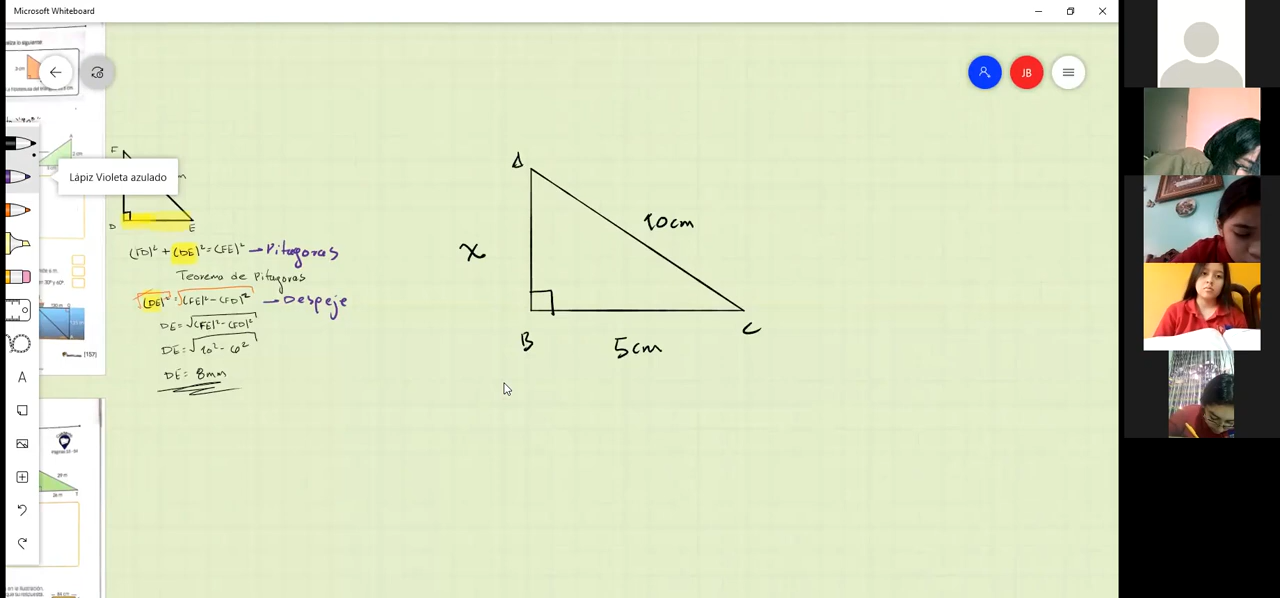 Microsoft Whiteboard
JB
Lápiz Violeta azulado
F
D
E
(FD)² + (DE)² = (FE)² → Pitagoras
Teorema de Pitagoras
√(DE)² = √(FE)² - (FD)² → Despeje
DE = √(FE)² - (FD)²
DE = √10² - 6²
DE = 8mm
A
10cm
x
B
5cm
C
[157]